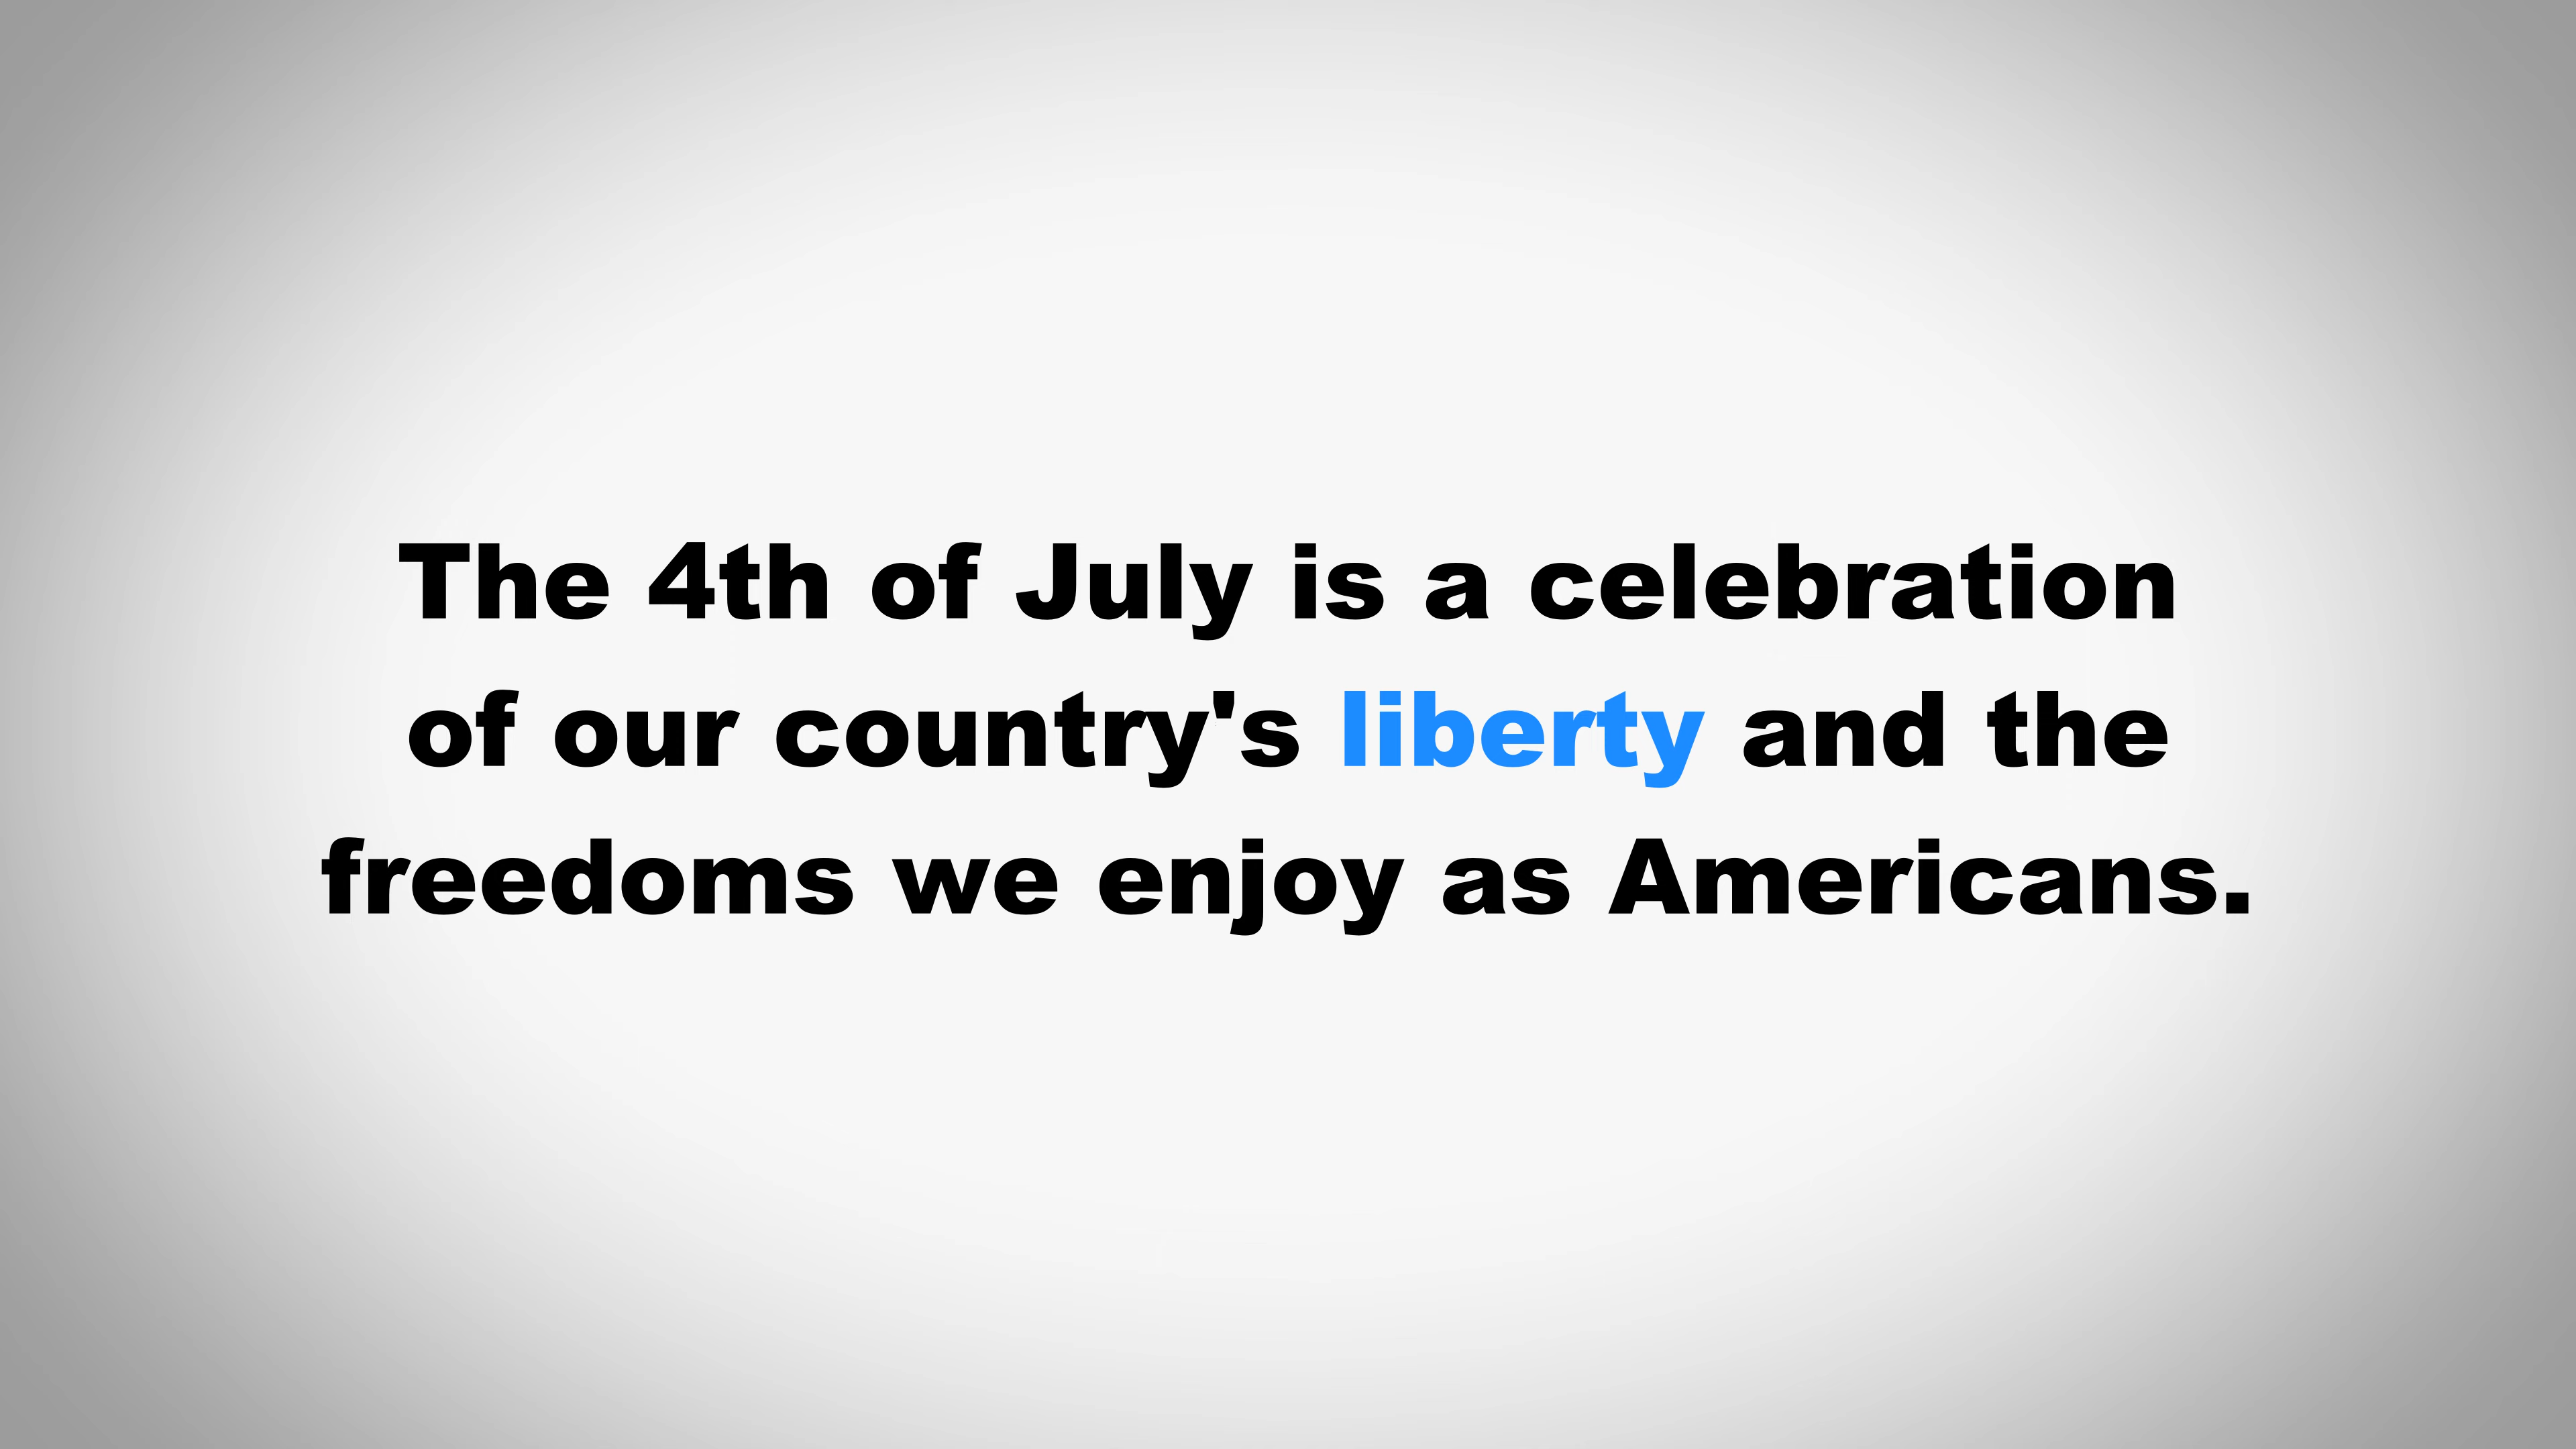 The 4th of July is a celebration
of our country's liberty and the
freedoms we enjoy as Americans.